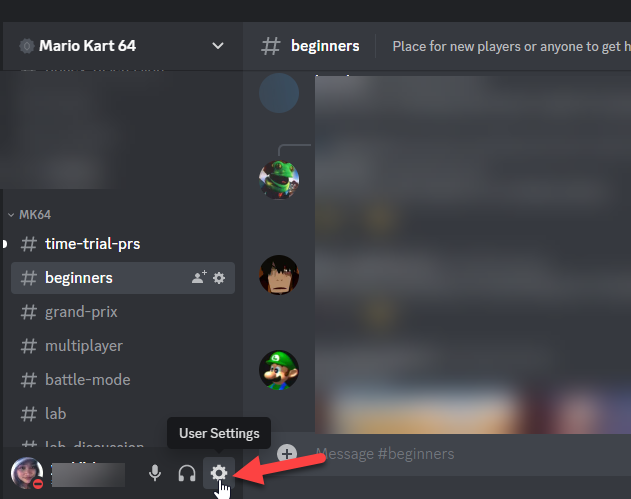 Mario Kart 64
beginners
Place for new players or anyone to get h
MK64
time-trial-prs
beginners
grand-prix
multiplayer
battle-mode
lab
lab-discussion
User Settings
Message #beginners